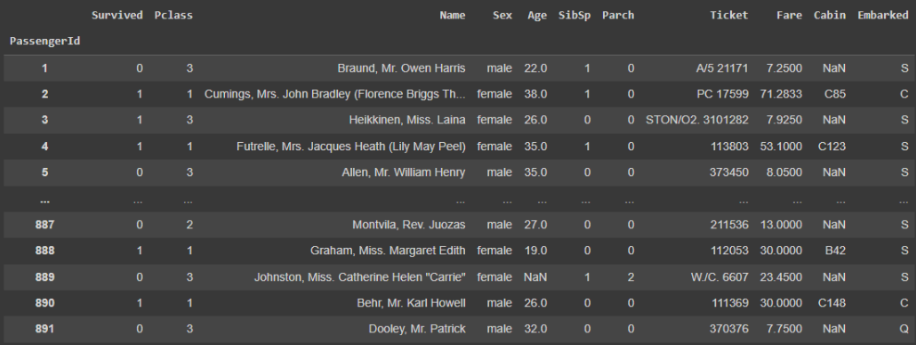 Survived Pclass Name Sex Age SibSp Parch Ticket Fare Cabin Embarked
PassengerId
1 0 3 Braund, Mr. Owen Harris male 22.0 1 0 A/5 21171 7.2500 NaN S
2 1 1 Cumings, Mrs. John Bradley (Florence Briggs Th... female 38.0 1 0 PC 17599 71.2833 C85 C
3 1 3 Heikkinen, Miss. Laina female 26.0 0 0 STON/O2. 3101282 7.9250 NaN S
4 1 1 Futrelle, Mrs. Jacques Heath (Lily May Peel) female 35.0 1 0 113803 53.1000 C123 S
5 0 3 Allen, Mr. William Henry male 35.0 0 0 373450 8.0500 NaN S
... ... ... ... ... ... ... ... ... ... ... ...
887 0 2 Montvila, Rev. Juozas male 27.0 0 0 211536 13.0000 NaN S
888 1 1 Graham, Miss. Margaret Edith female 19.0 0 0 112053 30.0000 B42 S
889 0 3 Johnston, Miss. Catherine Helen "Carrie" female NaN 1 2 W./C. 6607 23.4500 NaN S
890 1 1 Behr, Mr. Karl Howell male 26.0 0 0 111369 30.0000 C148 C
891 0 3 Dooley, Mr. Patrick male 32.0 0 0 370376 7.7500 NaN Q